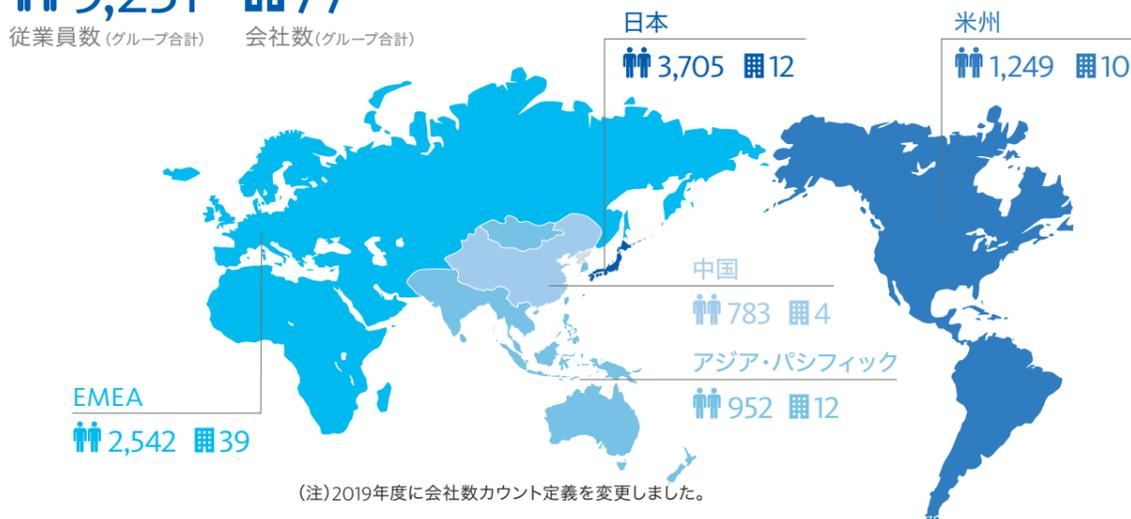 9,231 77
従業員数（グループ合計） 会社数（グループ合計）
日本
3,705 12
米州
1,249 10
中国
783 4
アジア・パシフィック
952 12
EMEA
2,542 39
（注）2019年度に会社数カウント定義を変更しました。